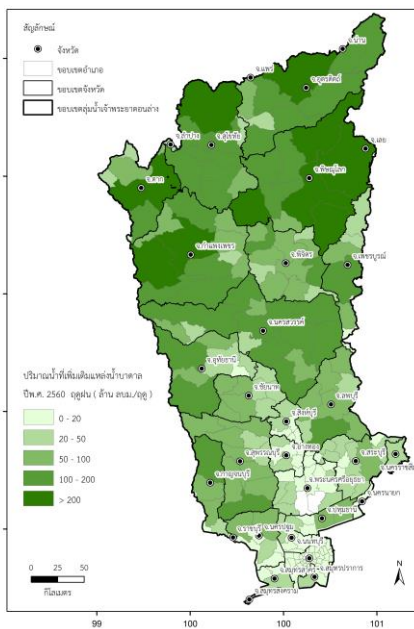 สัญลักษณ์
จังหวัด
ขอบเขตอำเภอ
ขอบเขตจังหวัด
ขอบเขตลุ่มน้ำเจ้าพระยาตอนล่าง
จ.น่าน
จ.แพร่
จ.อุตรดิตถ์
จ.ลำปาง
จ.สุโขทัย
จ.เลย
จ.ตาก
จ.พิษณุโลก
จ.กำแพงเพชร
จ.พิจิตร
จ.เพชรบูรณ์
จ.นครสวรรค์
จ.อุทัยธานี
จ.ชัยนาท
จ.ลพบุรี
จ.สิงห์บุรี
จ.อ่างทอง
จ.สระบุรี
จ.สุพรรณบุรี
จ.นครราชสี
จ.กาญจนบุรี
จ.พระนครศรีอยุธยา
จ.นครนายก
จ.ปทุมธานี
จ.ราชบุรี
จ.นครปฐม
จ.นนทบุรี
จ.สมุทรสาคร
จ.สมุทรปราการ
จ.สมุทรสงคราม
ปริมาณน้ำที่เพิ่มเติมแหล่งน้ำบาดาล
ปีพ.ศ. 2560 ฤดูฝน ( ล้าน ลบม./ฤดู )
0 - 20
20 - 50
50 - 100
100 - 200
> 200
0 25 50
กิโลเมตร
N
99 100 100 101